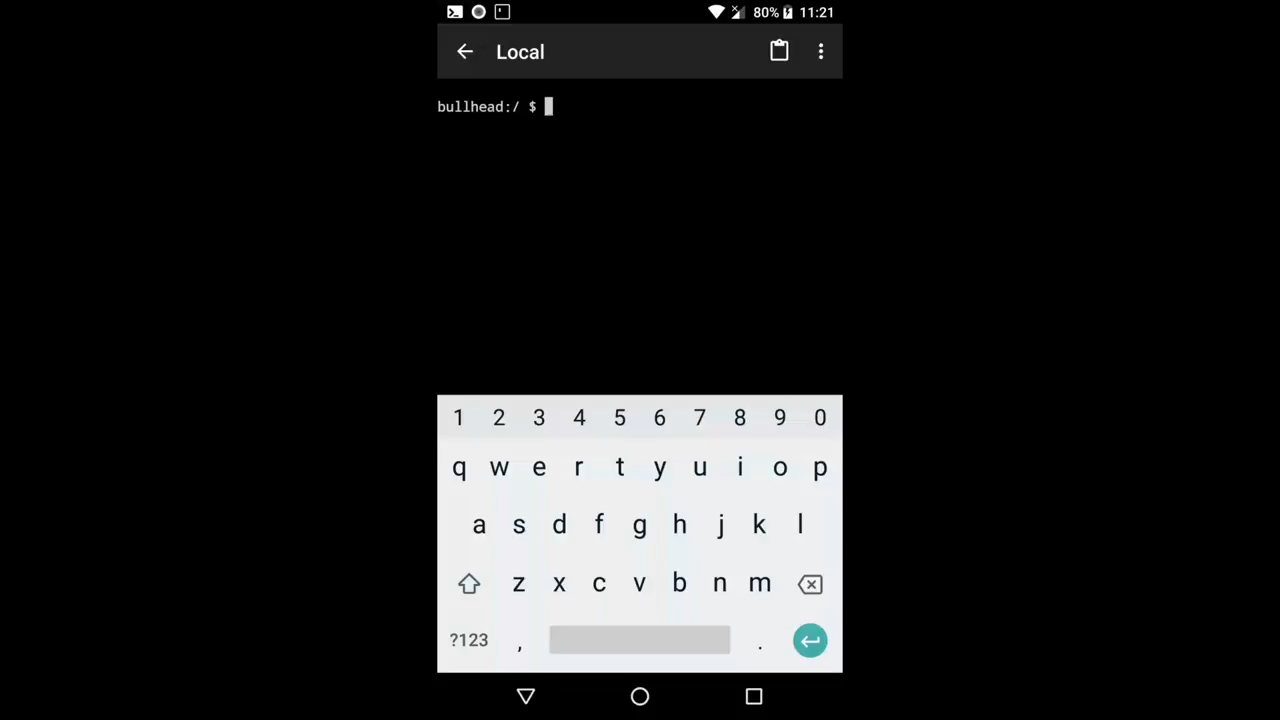 80% 11:21
Local
bullhead:/ $
1 2 3 4 5 6 7 8 9 0
q w e r t y u i o p
a s d f g h j k l
z x c v b n m
?123 , .